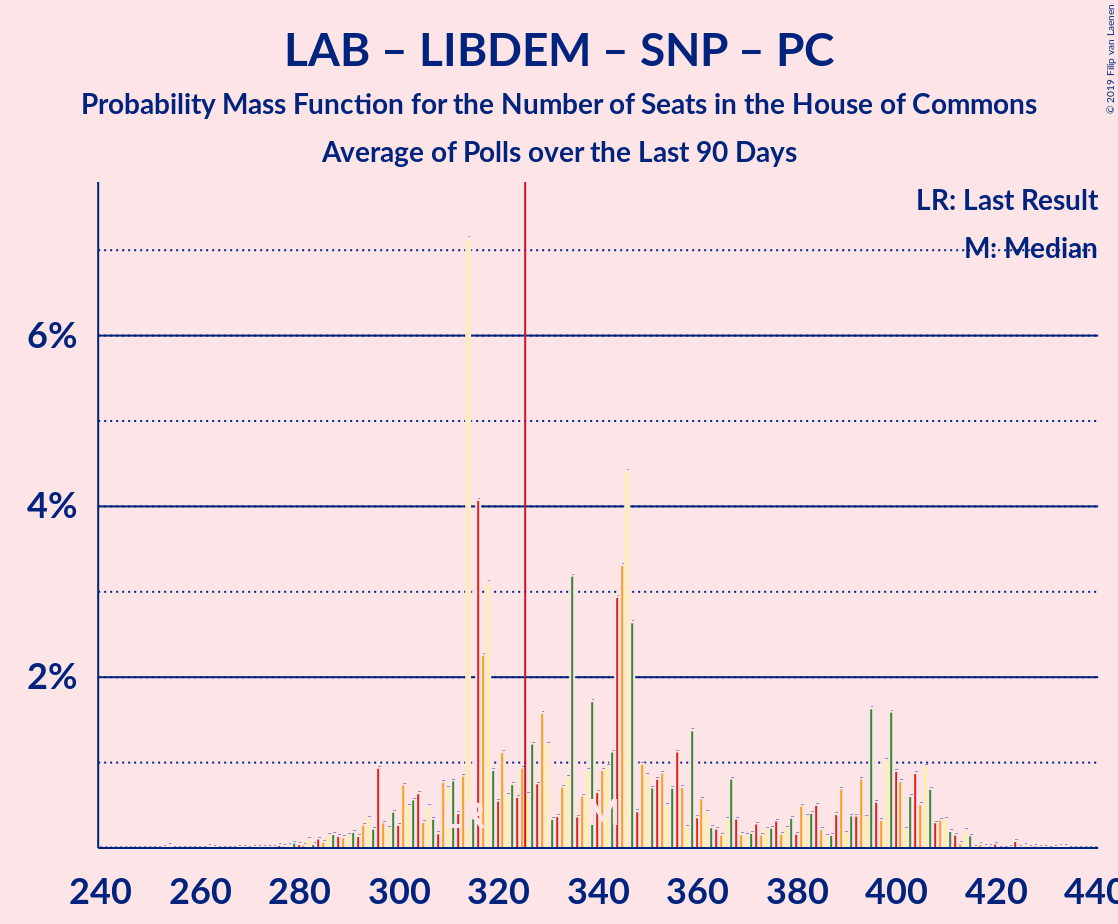 LAB – LIBDEM – SNP – PC
Probability Mass Function for the Number of Seats in the House of Commons
Average of Polls over the Last 90 Days
© 2019 Filip van Laenen
LR: Last Result
M: Median
6%
4%
2%
LR
M
240 260 280 300 320 340 360 380 400 420 440